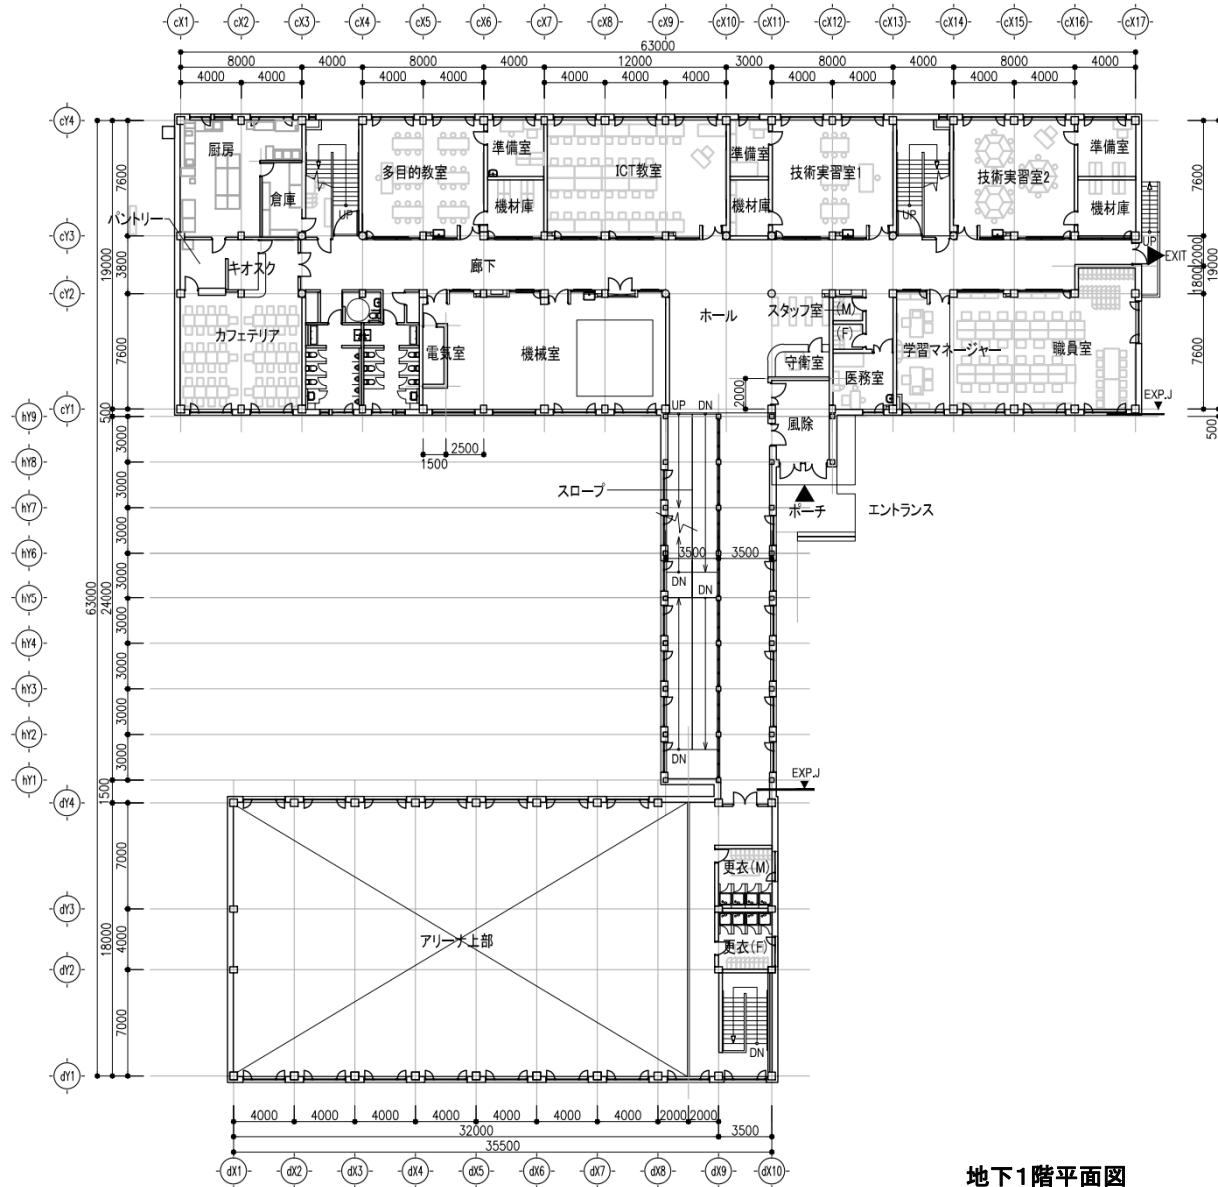 cX1 cX2 cX3 cX4 cX5 cX6 cX7 cX8 cX9 cX10 cX11 cX12 cX13 cX14 cX15 cX16 cX17
63000
8000 4000 8000 4000 12000 3000 8000 4000 8000 4000
4000 4000 4000 4000 4000 4000 4000 4000 4000 4000 4000
cY4
厨房
倉庫
UP
多目的教室
準備室
機材庫
ICT教室
準備室
機材庫
技術実習室1
UP
技術実習室2
準備室
機材庫
7600
7600
パントリー
cY3
UP
EXIT
19000
3800
キオスク
廊下
2000
1800
19000
cY2
カフェテリア
電気室
機械室
ホール
スタッフ室
(M)
(F)
守衛室
医務室
学習マネージャー
職員室
7600
7600
2000
cY1
EXP.J
500
500
hY9
UP DN
風除
3000
1500
2500
hY8
3000
スロープ
ポーチ
エントランス
hY7
3000
hY6
3500 3500
3000
DN
DN
hY5
63000
24000
3000
hY4
3000
hY3
3000
hY2
3000
DN
hY1
1500
EXP.J
dY4
7000
更衣(M)
dY3
18000
4000
アリーナ上部
更衣(F)
dY2
7000
DN
dY1
4000 4000 4000 4000 4000 4000 4000 2000 2000
32000 3500
35500
dX1 dX2 dX3 dX4 dX5 dX6 dX7 dX8 dX9 dX10
地下1階平面図